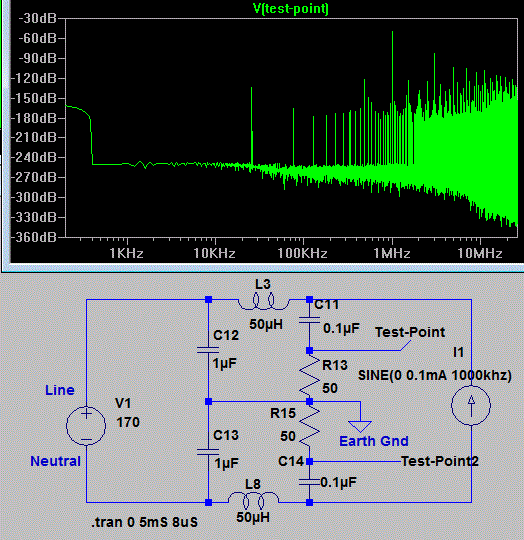 V(test-point)
-30dB
-60dB
-90dB
-120dB
-150dB
-180dB
-210dB
-240dB
-270dB
-300dB
-330dB
-360dB
1KHz 10KHz 100KHz 1MHz 10MHz
L3
50µH
C11
0.1µF
Test-Point
C12
1µF
I1
R13
50
SINE(0 0.1mA 1000khz)
Line
V1
170
R15
50
Earth Gnd
Neutral
C13
1µF
C14
Test-Point2
0.1µF
L8
50µH
.tran 0 5mS 8uS